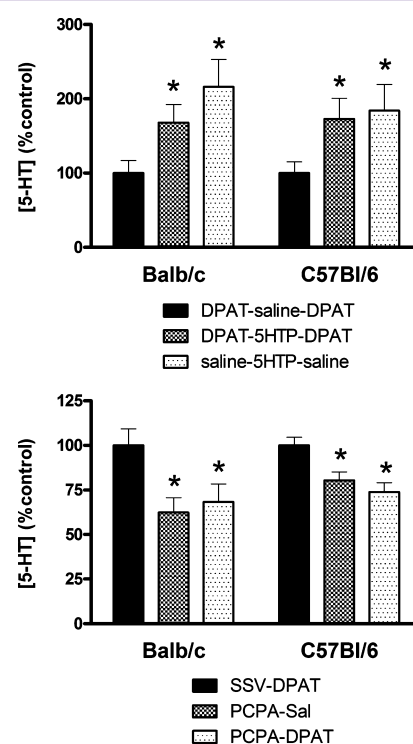 [5-HT] (%control)
300
200
100
0
* * * *
Balb/c C57Bl/6
DPAT-saline-DPAT
DPAT-5HTP-DPAT
saline-5HTP-saline
[5-HT] (%control)
125
100
75
50
25
0
* * * *
Balb/c C57Bl/6
SSV-DPAT
PCPA-Sal
PCPA-DPAT